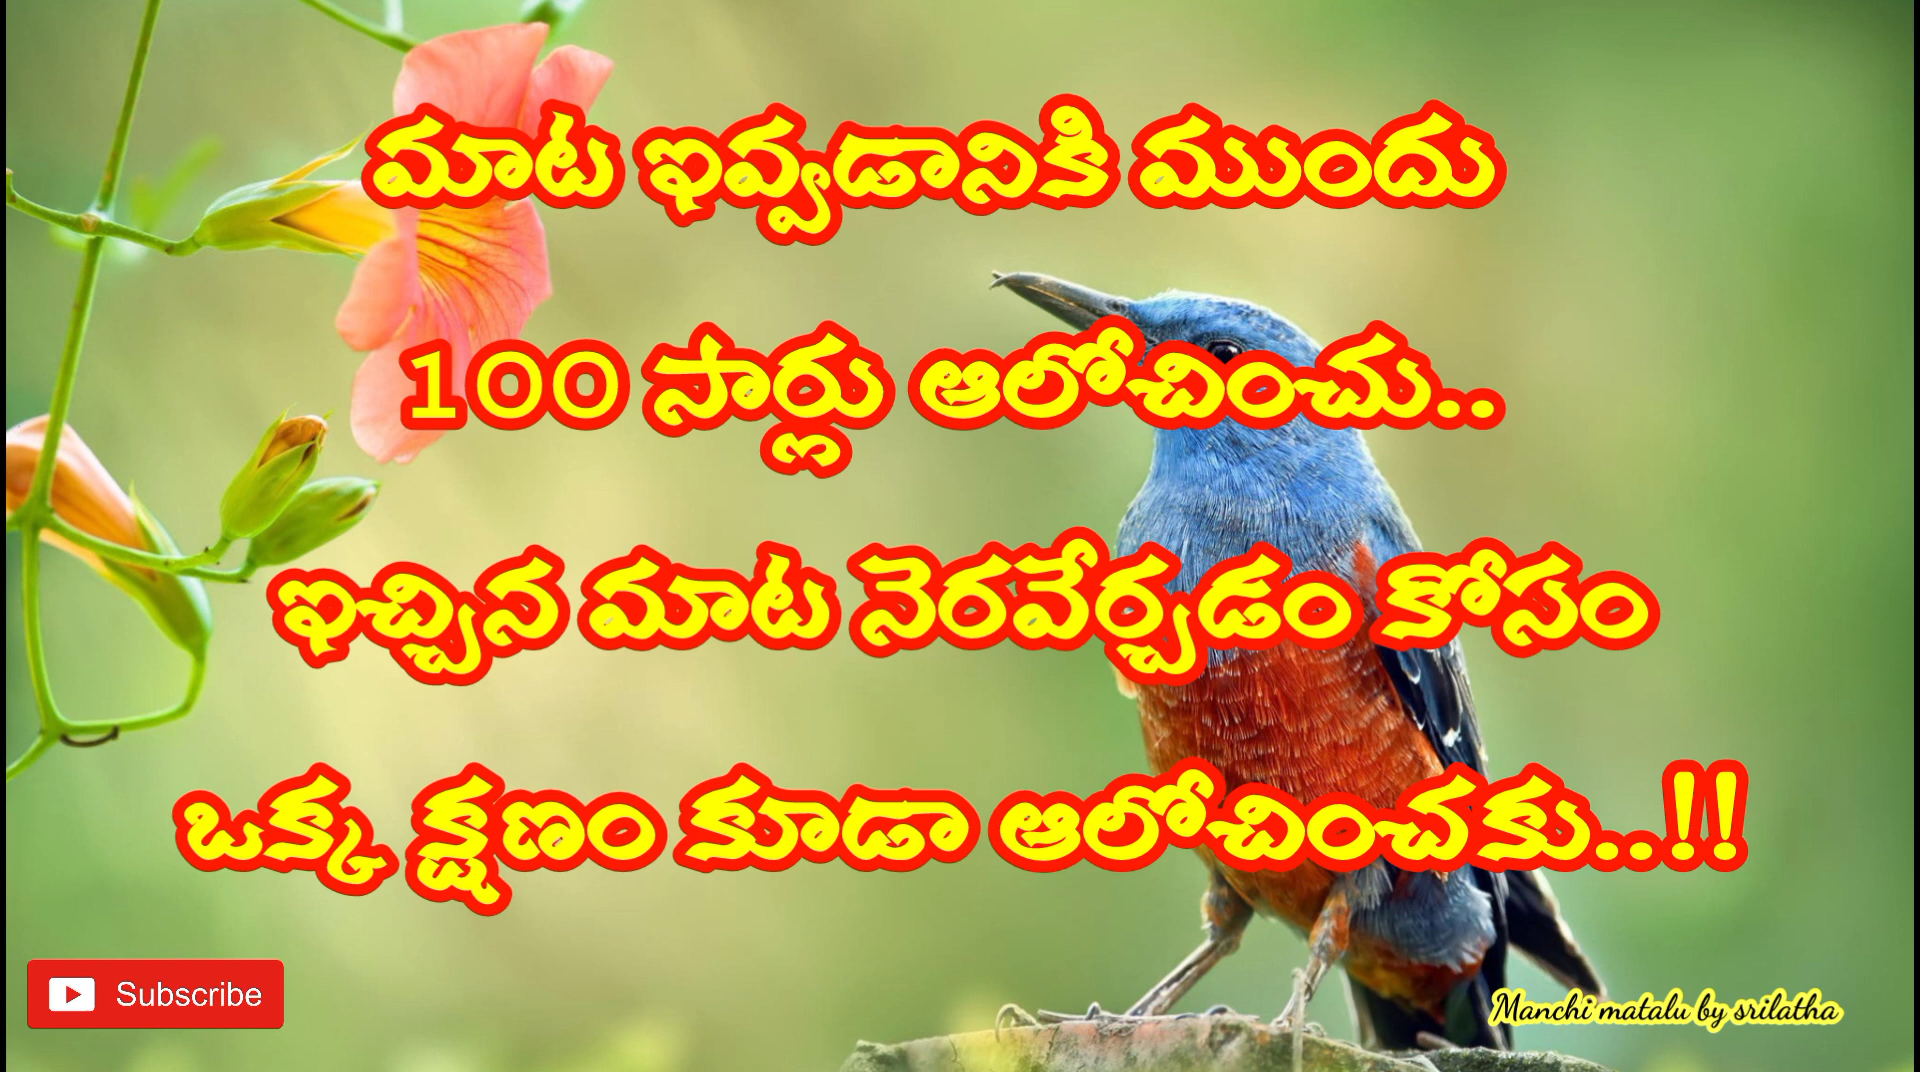 మాట ఇవ్వడానికి ముందు
100 సార్లు ఆలోచించు..
ఇచ్చిన మాట నెరవేర్చడం కోసం
ఒక్క క్షణం కూడా ఆలోచించకు..!!
Subscribe
Manchi matalu by srilatha